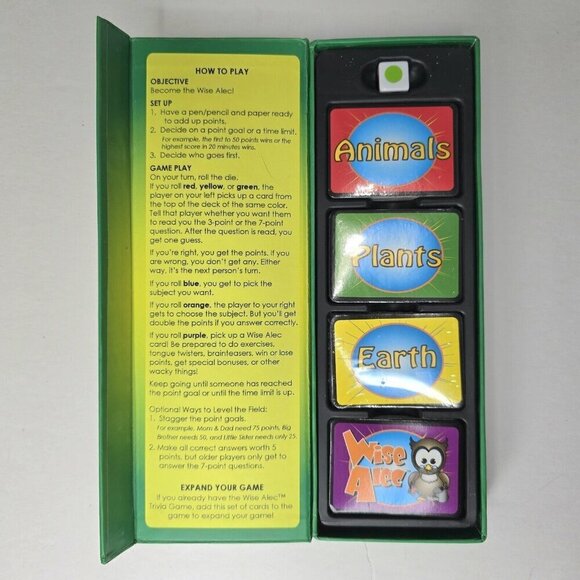 HOW TO PLAY
OBJECTIVE
Become the Wise Alec!
SET UP
1. Have a pen/pencil and paper ready
to add up points.
2. Decide on a point goal or a time limit.
For example, the first to 50 points wins or the
highest score in 20 minutes wins.
3. Decide who goes first.
GAME PLAY
On your turn, roll the die.
If you roll red, yellow, or green, the
player on your left picks up a card from
the top of the deck of the same color.
Tell that player whether you want them
to read you the 3-point or the 7-point
question. After the question is read, you
get one guess.
If you're right, you get the points. If you
are wrong, you don't get any. Either
way, it's the next person's turn.
If you roll blue, you get to pick the
subject you want.
If you roll orange, the player to your right
gets to choose the subject. But you'll get
double the points if you answer correctly.
If you roll purple, pick up a Wise Alec
card! Be prepared to do exercises,
tongue twisters, brainteasers, win or lose
points, get special bonuses, or other
wacky things!
Keep going until someone has reached
the point goal or until the time limit is up.
Optional Ways to Level the Field:
1. Stagger the point goals.
For example, Mom & Dad need 75 points, Big
Brother needs 50, and Little Sister needs only 25.
2. Make all correct answers worth 5
points, but older players only get to
answer the 7-point questions.
EXPAND YOUR GAME
If you already have the Wise Alec™
Trivia Game, add this set of cards to the
game to expand your game!
Animals
Plants
Earth
Wise
Alec